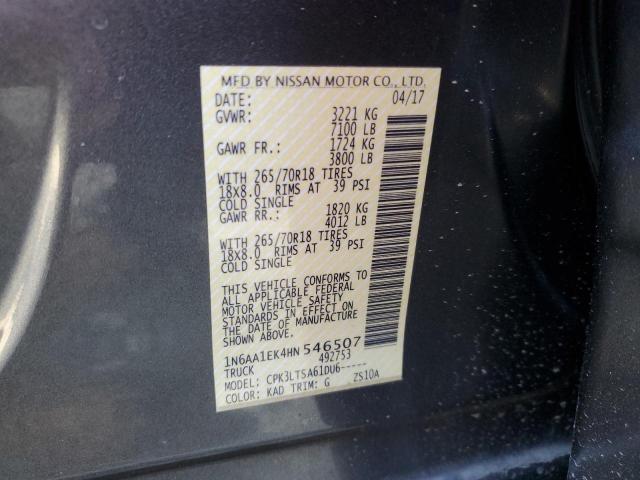 MFD BY NISSAN MOTOR CO., LTD.
DATE: 04/17
GVWR: 3221 KG
7100 LB
GAWR FR.: 1724 KG
3800 LB
WITH 265/70R18 TIRES
18X8.0 RIMS AT 39 PSI
COLD SINGLE
GAWR RR.: 1820 KG
4012 LB
WITH 265/70R18 TIRES
18X8.0 RIMS AT 39 PSI
COLD SINGLE
THIS VEHICLE CONFORMS TO
ALL APPLICABLE FEDERAL
MOTOR VEHICLE SAFETY
STANDARDS IN EFFECT ON
THE DATE OF MANUFACTURE
1N6AA1EK4HN 546507
TRUCK 492753
MODEL: CPK3LTSA61DU6-----
COLOR: KAD TRIM: G ZS10A